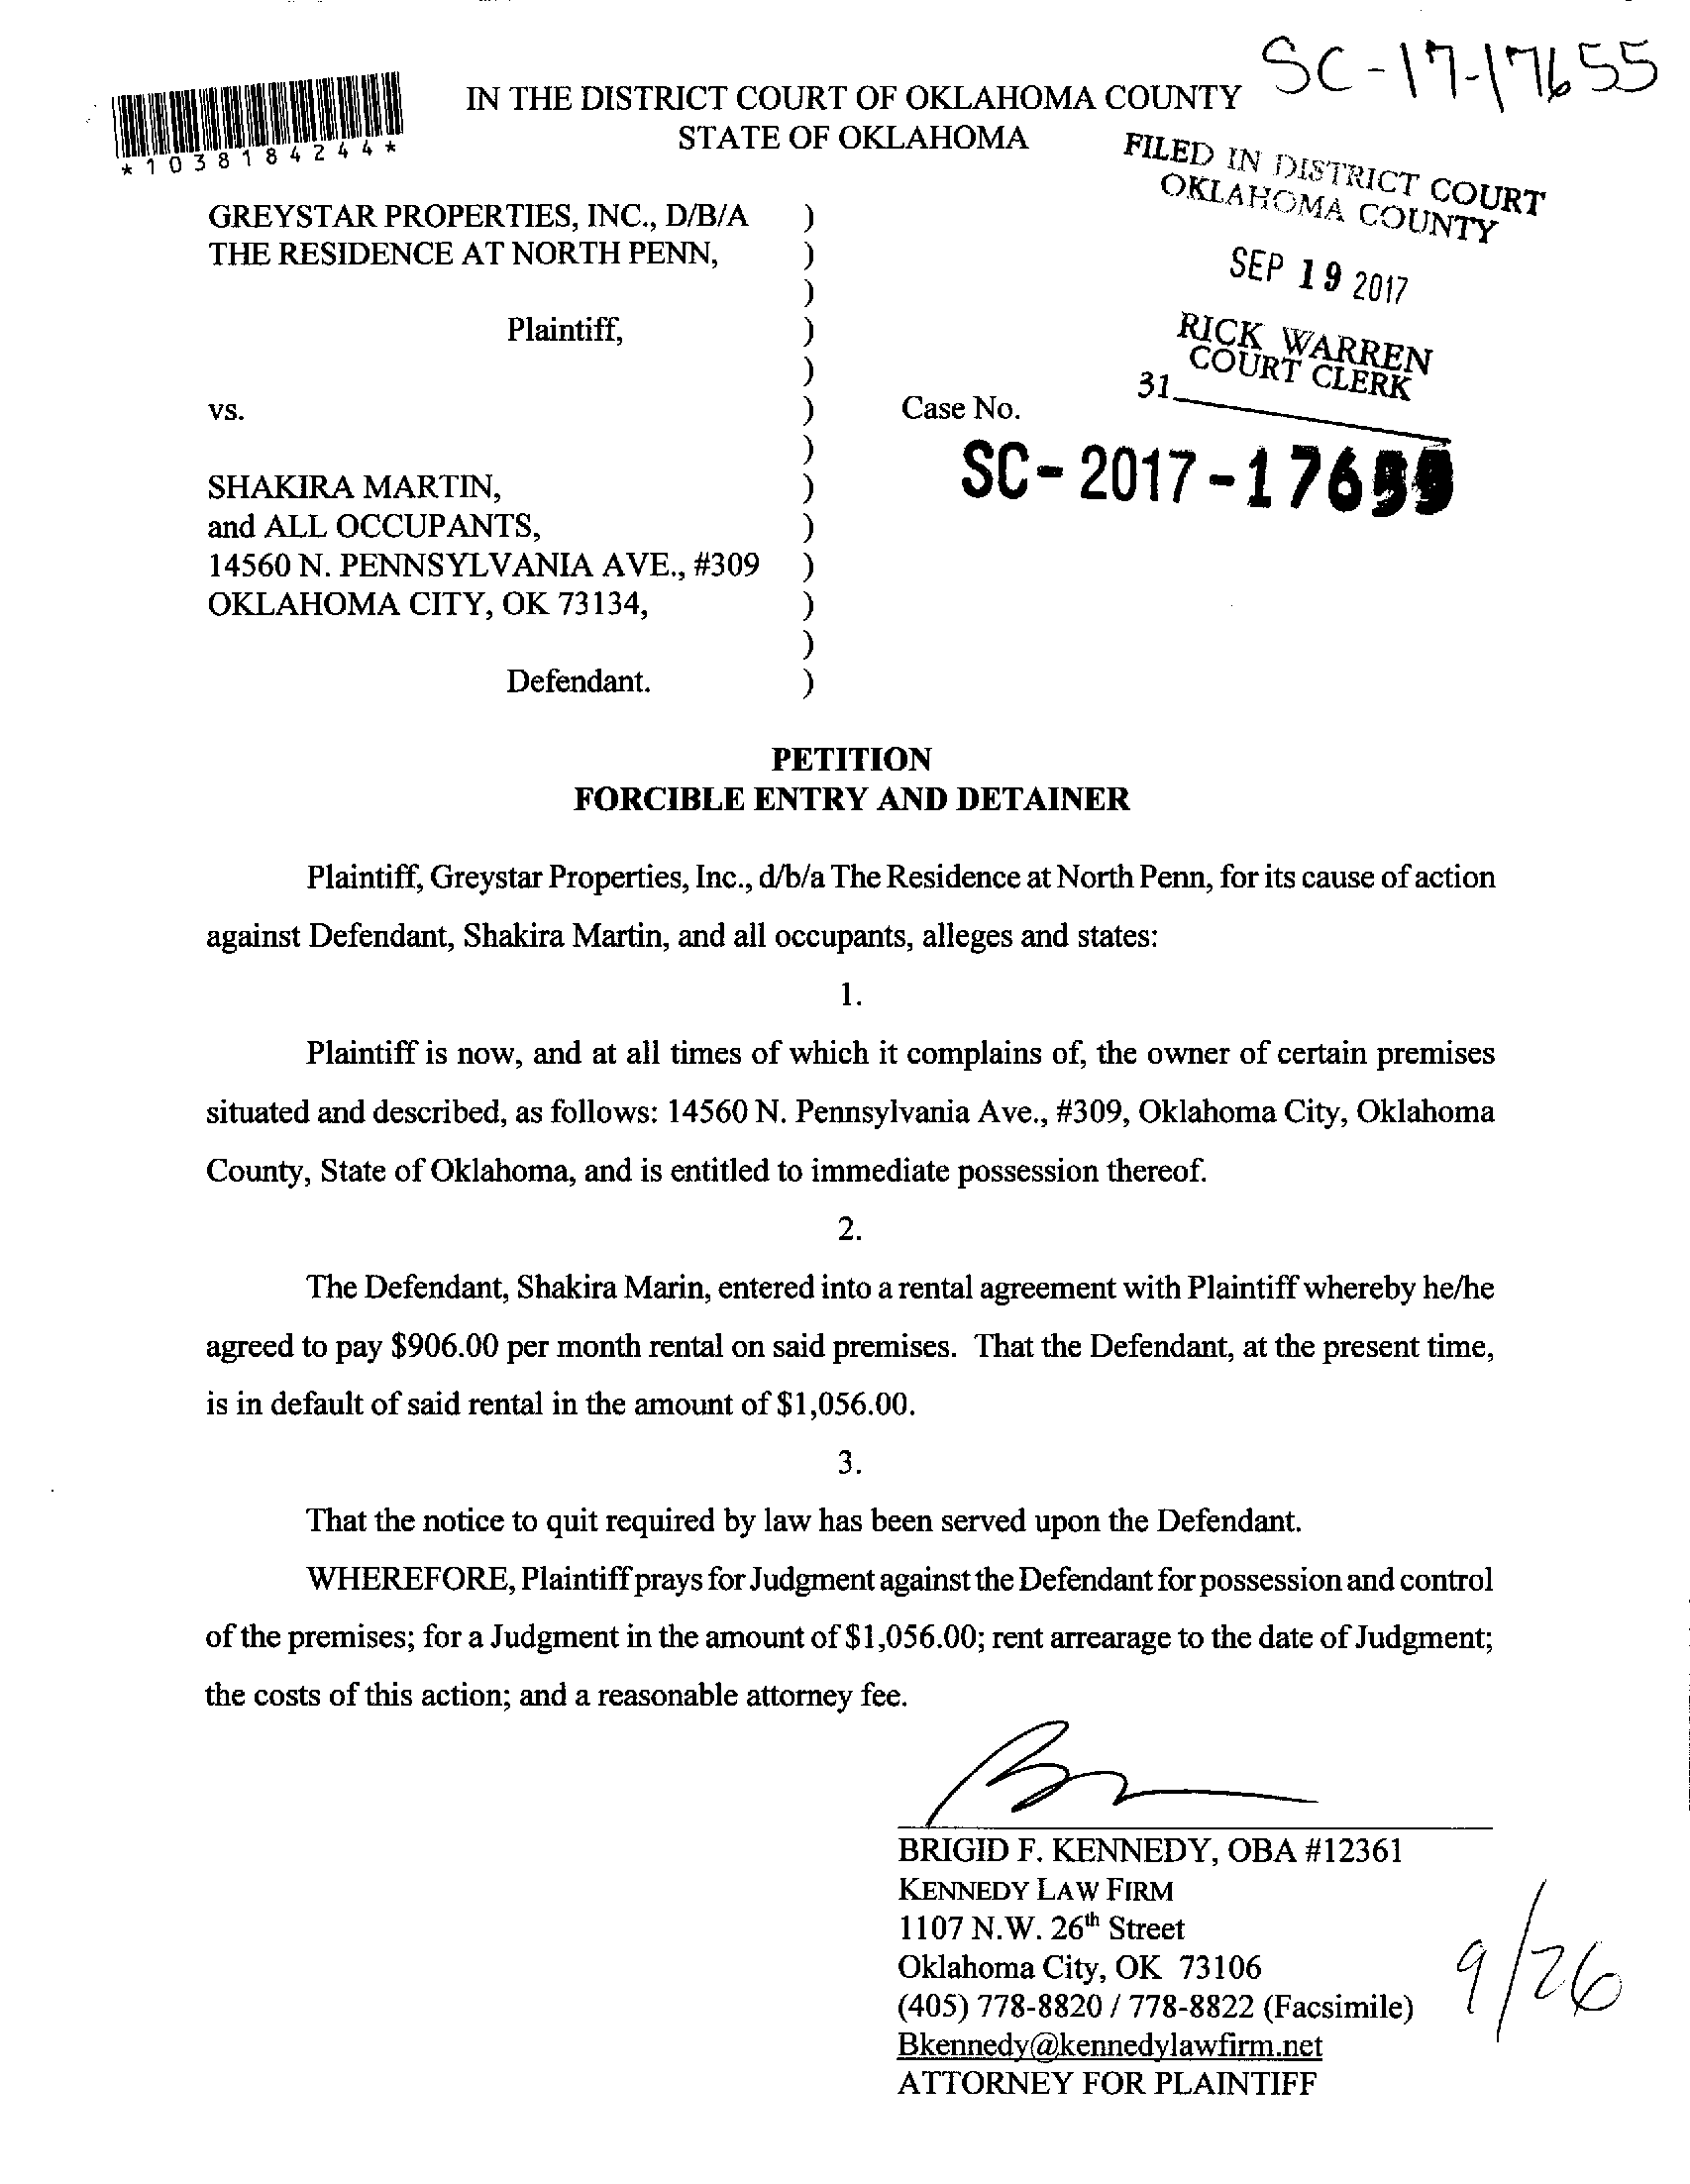 SC-17-17655
*1038184244*
IN THE DISTRICT COURT OF OKLAHOMA COUNTY
STATE OF OKLAHOMA
FILED IN DISTRICT COURT
OKLAHOMA COUNTY
SEP 19 2017
RICK WARREN
COURT CLERK
31
GREYSTAR PROPERTIES, INC., D/B/A )
THE RESIDENCE AT NORTH PENN, )
)
Plaintiff, )
)
vs. ) Case No.
)
SC-2017-176
SHAKIRA MARTIN, )
and ALL OCCUPANTS, )
14560 N. PENNSYLVANIA AVE., #309 )
OKLAHOMA CITY, OK 73134, )
)
Defendant. )
PETITION
FORCIBLE ENTRY AND DETAINER
Plaintiff, Greystar Properties, Inc., d/b/a The Residence at North Penn, for its cause of action
against Defendant, Shakira Martin, and all occupants, alleges and states:
1.
Plaintiff is now, and at all times of which it complains of, the owner of certain premises
situated and described, as follows: 14560 N. Pennsylvania Ave., #309, Oklahoma City, Oklahoma
County, State of Oklahoma, and is entitled to immediate possession thereof.
2.
The Defendant, Shakira Marin, entered into a rental agreement with Plaintiff whereby he/he
agreed to pay $906.00 per month rental on said premises. That the Defendant, at the present time,
is in default of said rental in the amount of $1,056.00.
3.
That the notice to quit required by law has been served upon the Defendant.
WHEREFORE, Plaintiff prays for Judgment against the Defendant for possession and control
of the premises; for a Judgment in the amount of $1,056.00; rent arrearage to the date of Judgment;
the costs of this action; and a reasonable attorney fee.
BRIGID F. KENNEDY, OBA #12361
KENNEDY LAW FIRM
1107 N.W. 26th Street
Oklahoma City, OK 73106
(405) 778-8820 / 778-8822 (Facsimile)
Bkennedy@kennedylawfirm.net
ATTORNEY FOR PLAINTIFF
9/26